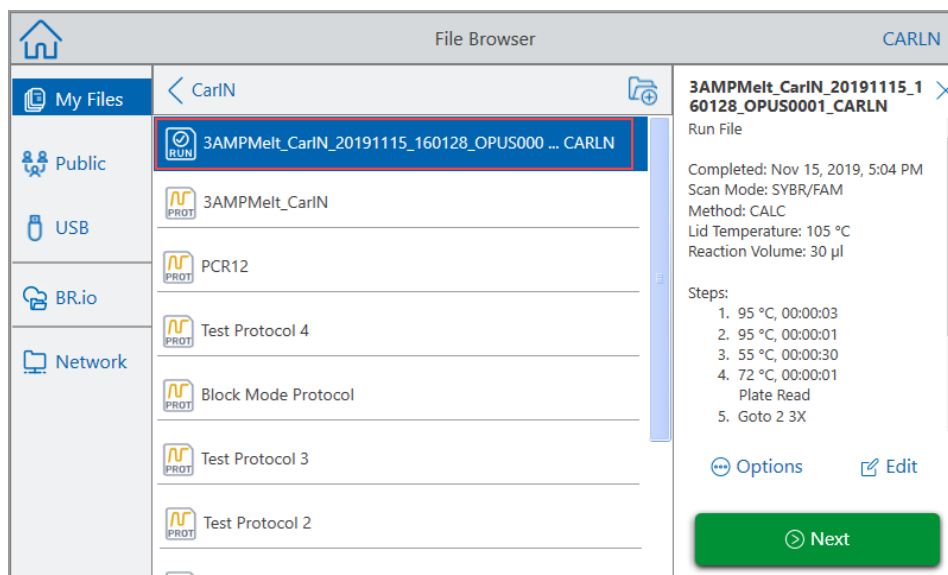 File Browser
CARLN
My Files
Public
USB
BR.io
Network
CarlN
RUN
3AMPMelt_CarlN_20191115_160128_OPUS000 ... CARLN
PROT
3AMPMelt_CarlN
PROT
PCR12
PROT
Test Protocol 4
PROT
Block Mode Protocol
PROT
Test Protocol 3
PROT
Test Protocol 2
3AMPMelt_CarlN_20191115_1
60128_OPUS0001_CARLN
Run File
Completed: Nov 15, 2019, 5:04 PM
Scan Mode: SYBR/FAM
Method: CALC
Lid Temperature: 105 °C
Reaction Volume: 30 µl
Steps:
1. 95 °C, 00:00:03
2. 95 °C, 00:00:01
3. 55 °C, 00:00:30
4. 72 °C, 00:00:01
Plate Read
5. Goto 2 3X
Options
Edit
Next